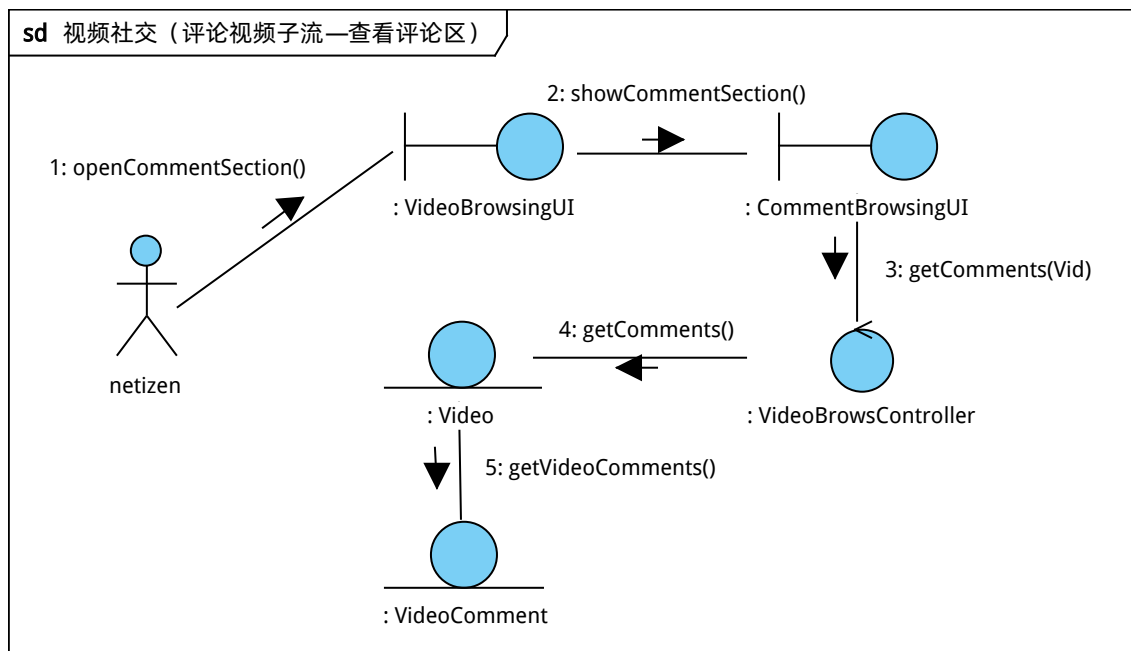 sd 视频社交（评论视频子流—查看评论区）
2: showCommentSection()
1: openCommentSection()
: VideoBrowsingUI
: CommentBrowsingUI
3: getComments(Vid)
4: getComments()
netizen
: Video
: VideoBrowsController
5: getVideoComments()
: VideoComment